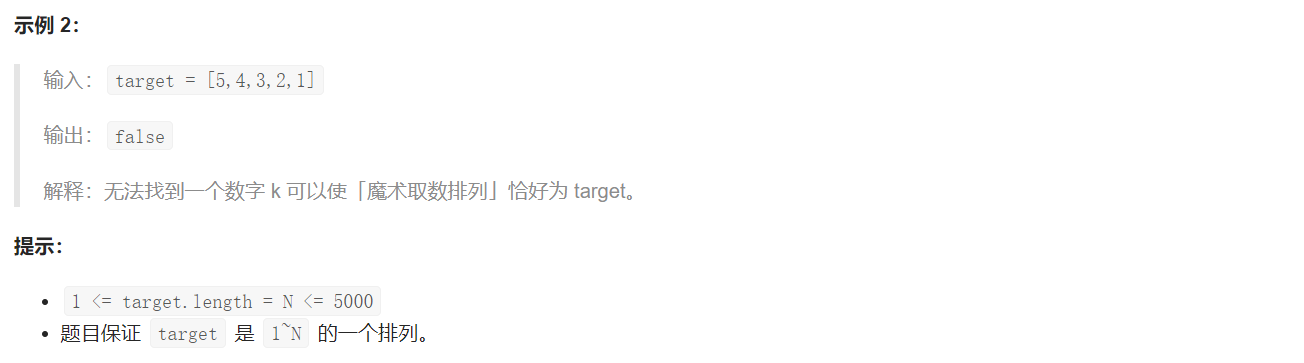 示例 2：
输入： target = [5,4,3,2,1]
输出： false
解释：无法找到一个数字 k 可以使「魔术取数排列」恰好为 target。
提示：
• 1 <= target.length = N <= 5000
• 题目保证 target 是 1~N 的一个排列。